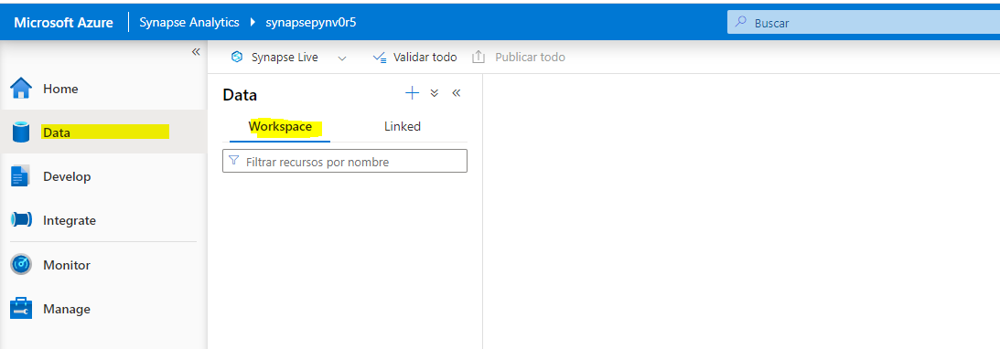 Microsoft Azure Synapse Analytics synapsepynv0r5 Buscar
Synapse Live Validar todo Publicar todo
Home
Data
Develop
Integrate
Monitor
Manage
Data
Workspace Linked
Filtrar recursos por nombre